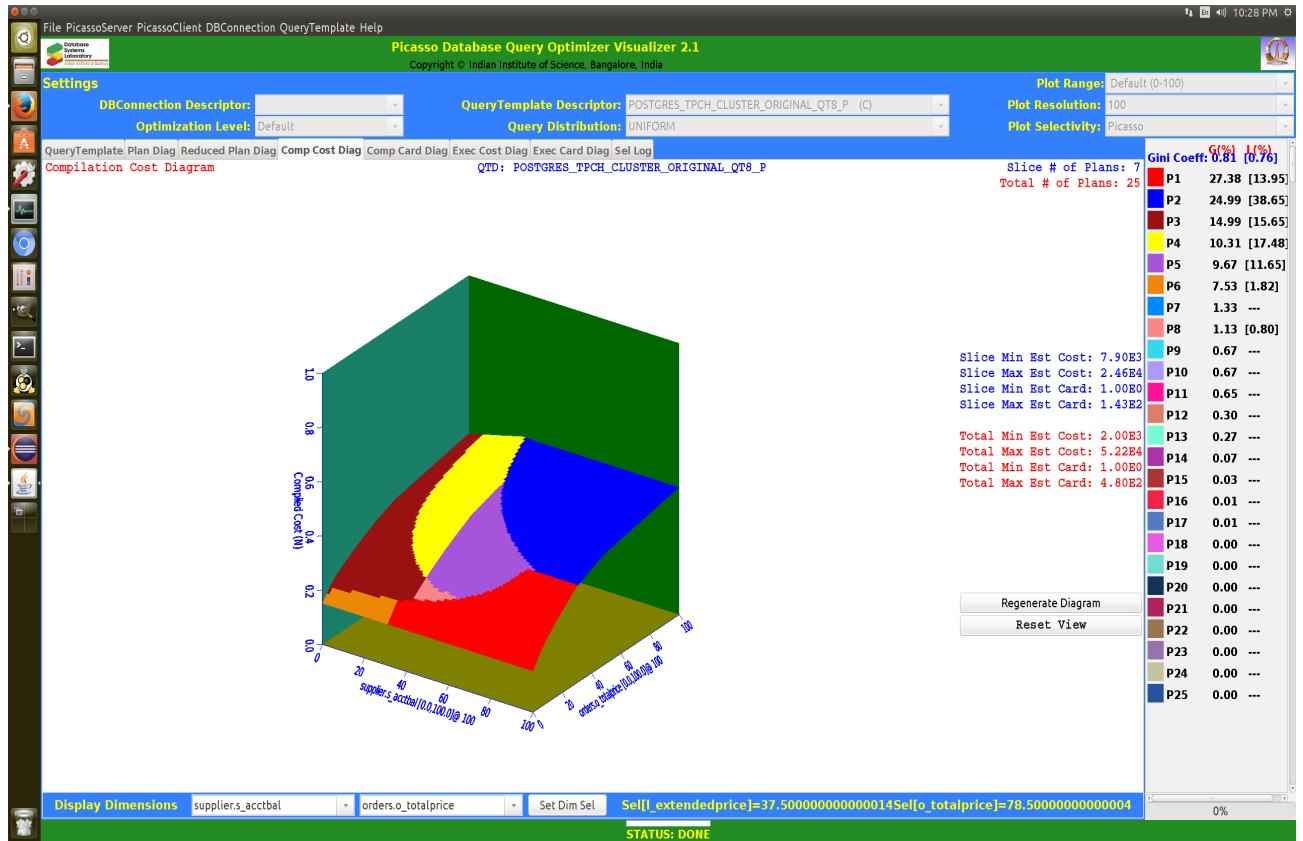 10:28 PM
File PicassoServer PicassoClient DBConnection QueryTemplate Help
Database Systems Laboratory
Picasso Database Query Optimizer Visualizer 2.1
Copyright © Indian Institute of Science, Bangalore, India
Settings
Plot Range: Default (0-100)
DBConnection Descriptor:
QueryTemplate Descriptor: POSTGRES_TPCH_CLUSTER_ORIGINAL_QT8_P (C)
Plot Resolution: 100
Optimization Level: Default
Query Distribution: UNIFORM
Plot Selectivity: Picasso
QueryTemplate Plan Diag Reduced Plan Diag Comp Cost Diag Comp Card Diag Exec Cost Diag Exec Card Diag Sel Log
Compilation Cost Diagram
QTD: POSTGRES_TPCH_CLUSTER_ORIGINAL_QT8_P
Slice # of Plans: 7
Total # of Plans: 25
G(%) L(%)
Gini Coeff: 0.81 [0.76]
P1 27.38 [13.95]
P2 24.99 [38.65]
P3 14.99 [15.65]
P4 10.31 [17.48]
P5 9.67 [11.65]
P6 7.53 [1.82]
P7 1.33 ---
P8 1.13 [0.80]
P9 0.67 ---
P10 0.67 ---
P11 0.65 ---
P12 0.30 ---
P13 0.27 ---
P14 0.07 ---
P15 0.03 ---
P16 0.01 ---
P17 0.01 ---
P18 0.00 ---
P19 0.00 ---
P20 0.00 ---
P21 0.00 ---
P22 0.00 ---
P23 0.00 ---
P24 0.00 ---
P25 0.00 ---
0%
Slice Min Est Cost: 7.90E3
Slice Max Est Cost: 2.46E4
Slice Min Est Card: 1.00E0
Slice Max Est Card: 1.43E2
Total Min Est Cost: 2.00E3
Total Max Est Cost: 5.22E4
Total Min Est Card: 1.00E0
Total Max Est Card: 4.80E2
Regenerate Diagram
Reset View
1.0
0.8
0.6
0.4
0.2
0.0
Compiled Cost (N)
0 20 40 60 80 100
supplier.s_acctbal [0.0,100.0]@ 100
0 20 40 60 80 100
orders.o_totalprice [0.0,100.0]@ 100
Display Dimensions supplier.s_acctbal orders.o_totalprice Set Dim Sel Sel[l_extendedprice]=37.500000000000014Sel[o_totalprice]=78.50000000000004
STATUS: DONE